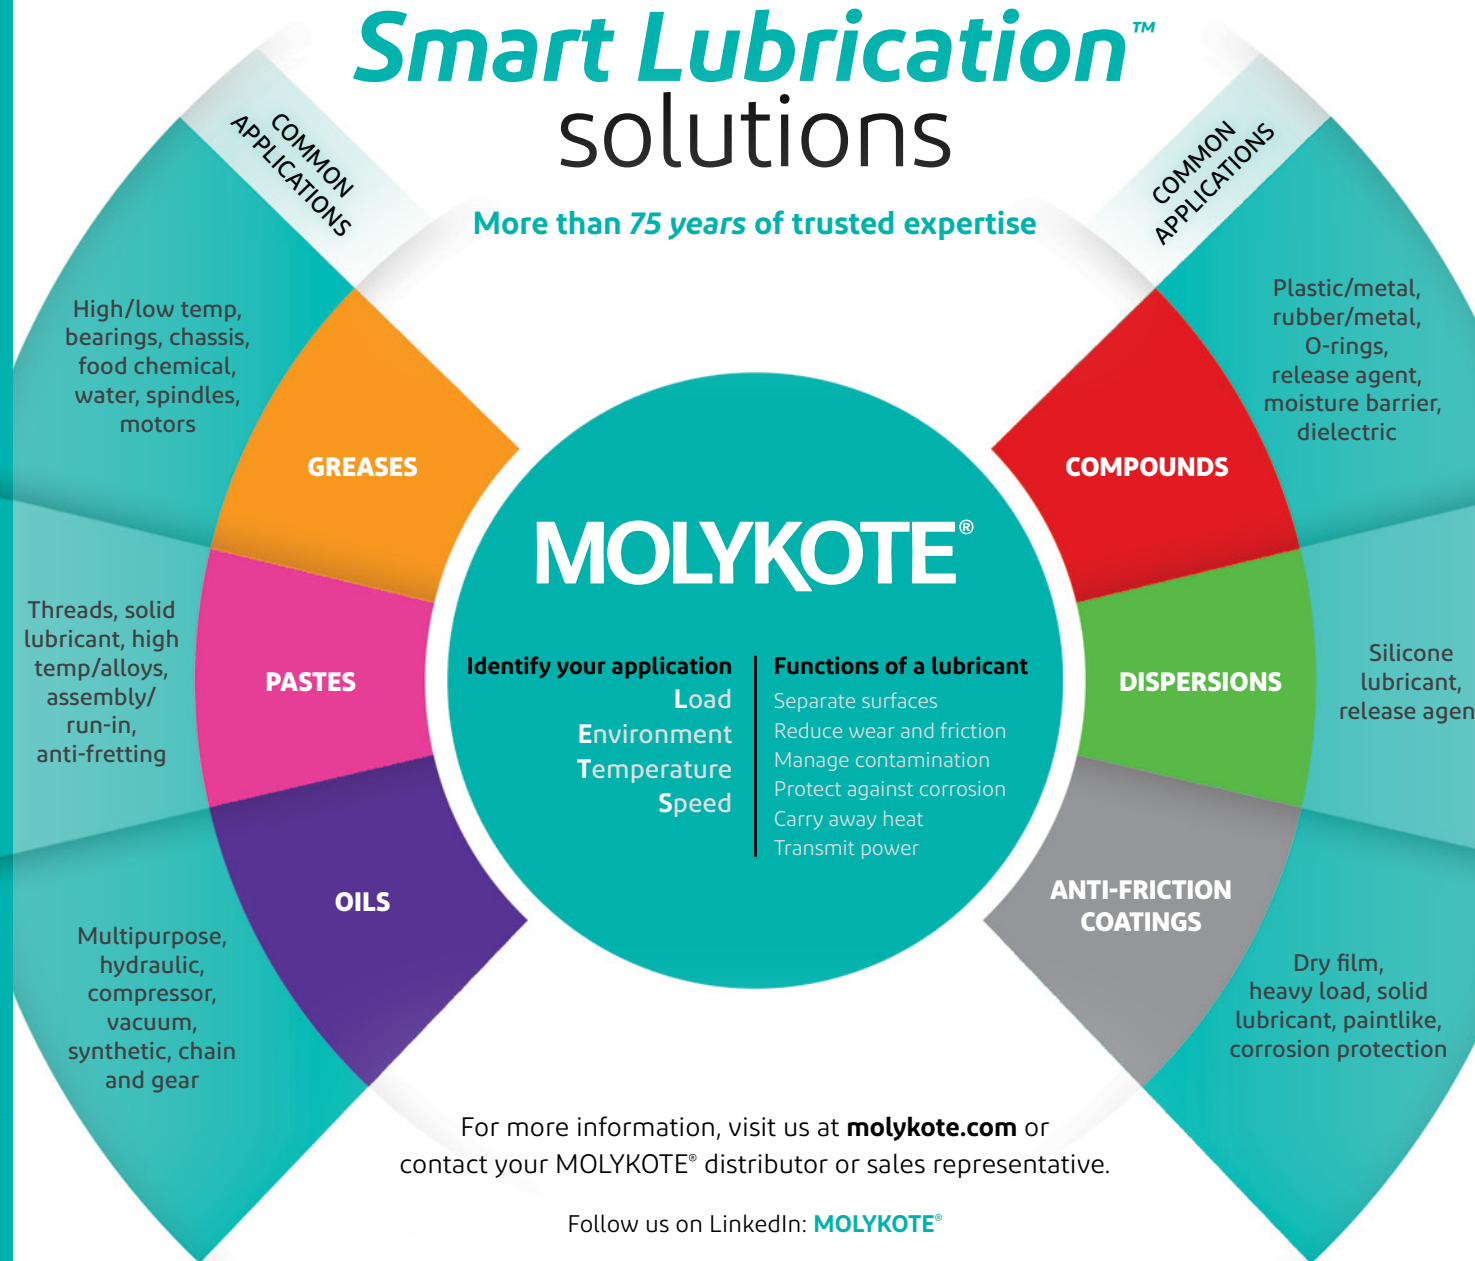 Smart Lubrication™
solutions
More than 75 years of trusted expertise
COMMON
APPLICATIONS
High/low temp,
bearings, chassis,
food chemical,
water, spindles,
motors
GREASES
Threads, solid
lubricant, high
temp/alloys,
assembly/
run-in,
anti-fretting
PASTES
Multipurpose,
hydraulic,
compressor,
vacuum,
synthetic, chain
and gear
OILS
MOLYKOTE®
Identify your application
Load
Environment
Temperature
Speed
Functions of a lubricant
Separate surfaces
Reduce wear and friction
Manage contamination
Protect against corrosion
Carry away heat
Transmit power
COMMON
APPLICATIONS
COMPOUNDS
Plastic/metal,
rubber/metal,
O-rings,
release agent,
moisture barrier,
dielectric
DISPERSIONS
Silicone
lubricant,
release agen
ANTI-FRICTION
COATINGS
Dry film,
heavy load, solid
lubricant, paintlike,
corrosion protection
For more information, visit us at molykote.com or
contact your MOLYKOTE® distributor or sales representative.
Follow us on LinkedIn: MOLYKOTE®